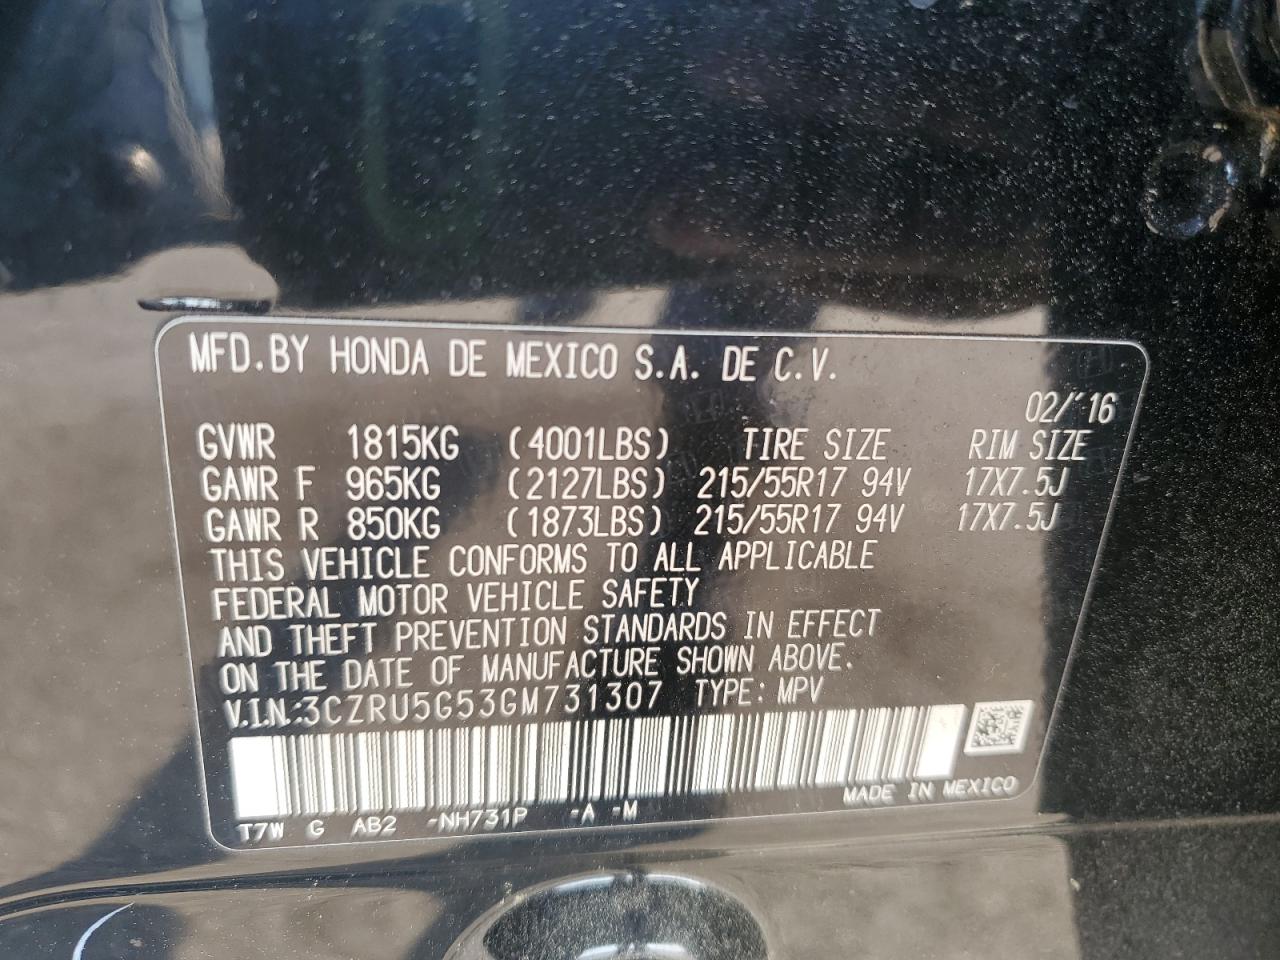 MFD.BY HONDA DE MEXICO S.A. DE C.V.
02/'16
GVWR 1815KG (4001LBS) TIRE SIZE RIM SIZE
GAWR F 965KG (2127LBS) 215/55R17 94V 17X7.5J
GAWR R 850KG (1873LBS) 215/55R17 94V 17X7.5J
THIS VEHICLE CONFORMS TO ALL APPLICABLE
FEDERAL MOTOR VEHICLE SAFETY
AND THEFT PREVENTION STANDARDS IN EFFECT
ON THE DATE OF MANUFACTURE SHOWN ABOVE.
V.I.N.:3CZRU5G53GM731307 TYPE: MPV
MADE IN MEXICO
T7W G AB2 -NH731P -A -M